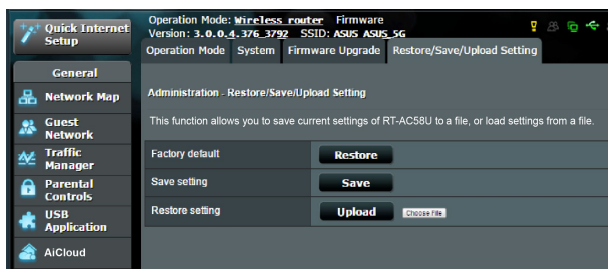 Quick Internet
Setup
General
Network Map
Guest
Network
Traffic
Manager
Parental
Controls
USB
Application
AiCloud
Operation Mode: Wireless router Firmware
Version: 3.0.0.4.376_3792 SSID: ASUS ASUS_5G
Operation Mode System Firmware Upgrade Restore/Save/Upload Setting
Administration - Restore/Save/Upload Setting
This function allows you to save current settings of RT-AC58U to a file, or load settings from a file.
Factory default Restore
Save setting Save
Restore setting Upload Choose File